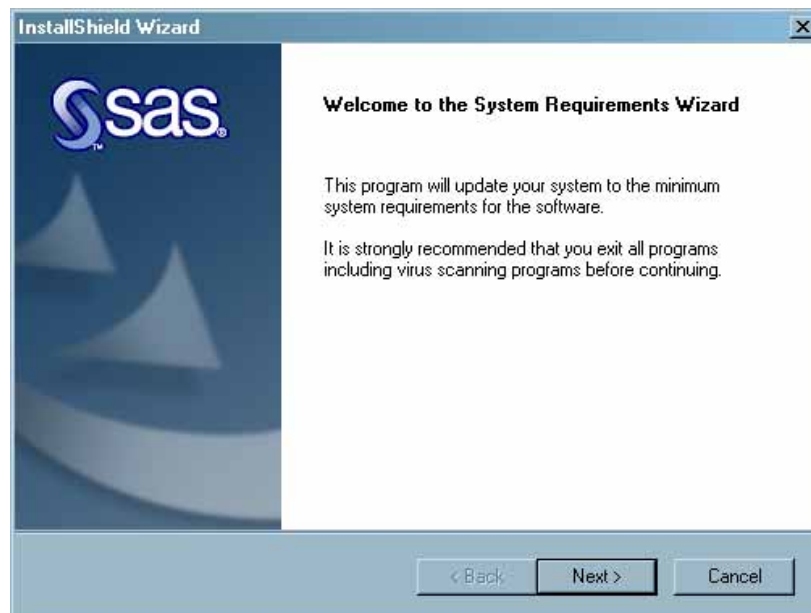 InstallShield Wizard
sas
Welcome to the System Requirements Wizard
This program will update your system to the minimum
system requirements for the software.
It is strongly recommended that you exit all programs
including virus scanning programs before continuing.
< Back
Next >
Cancel